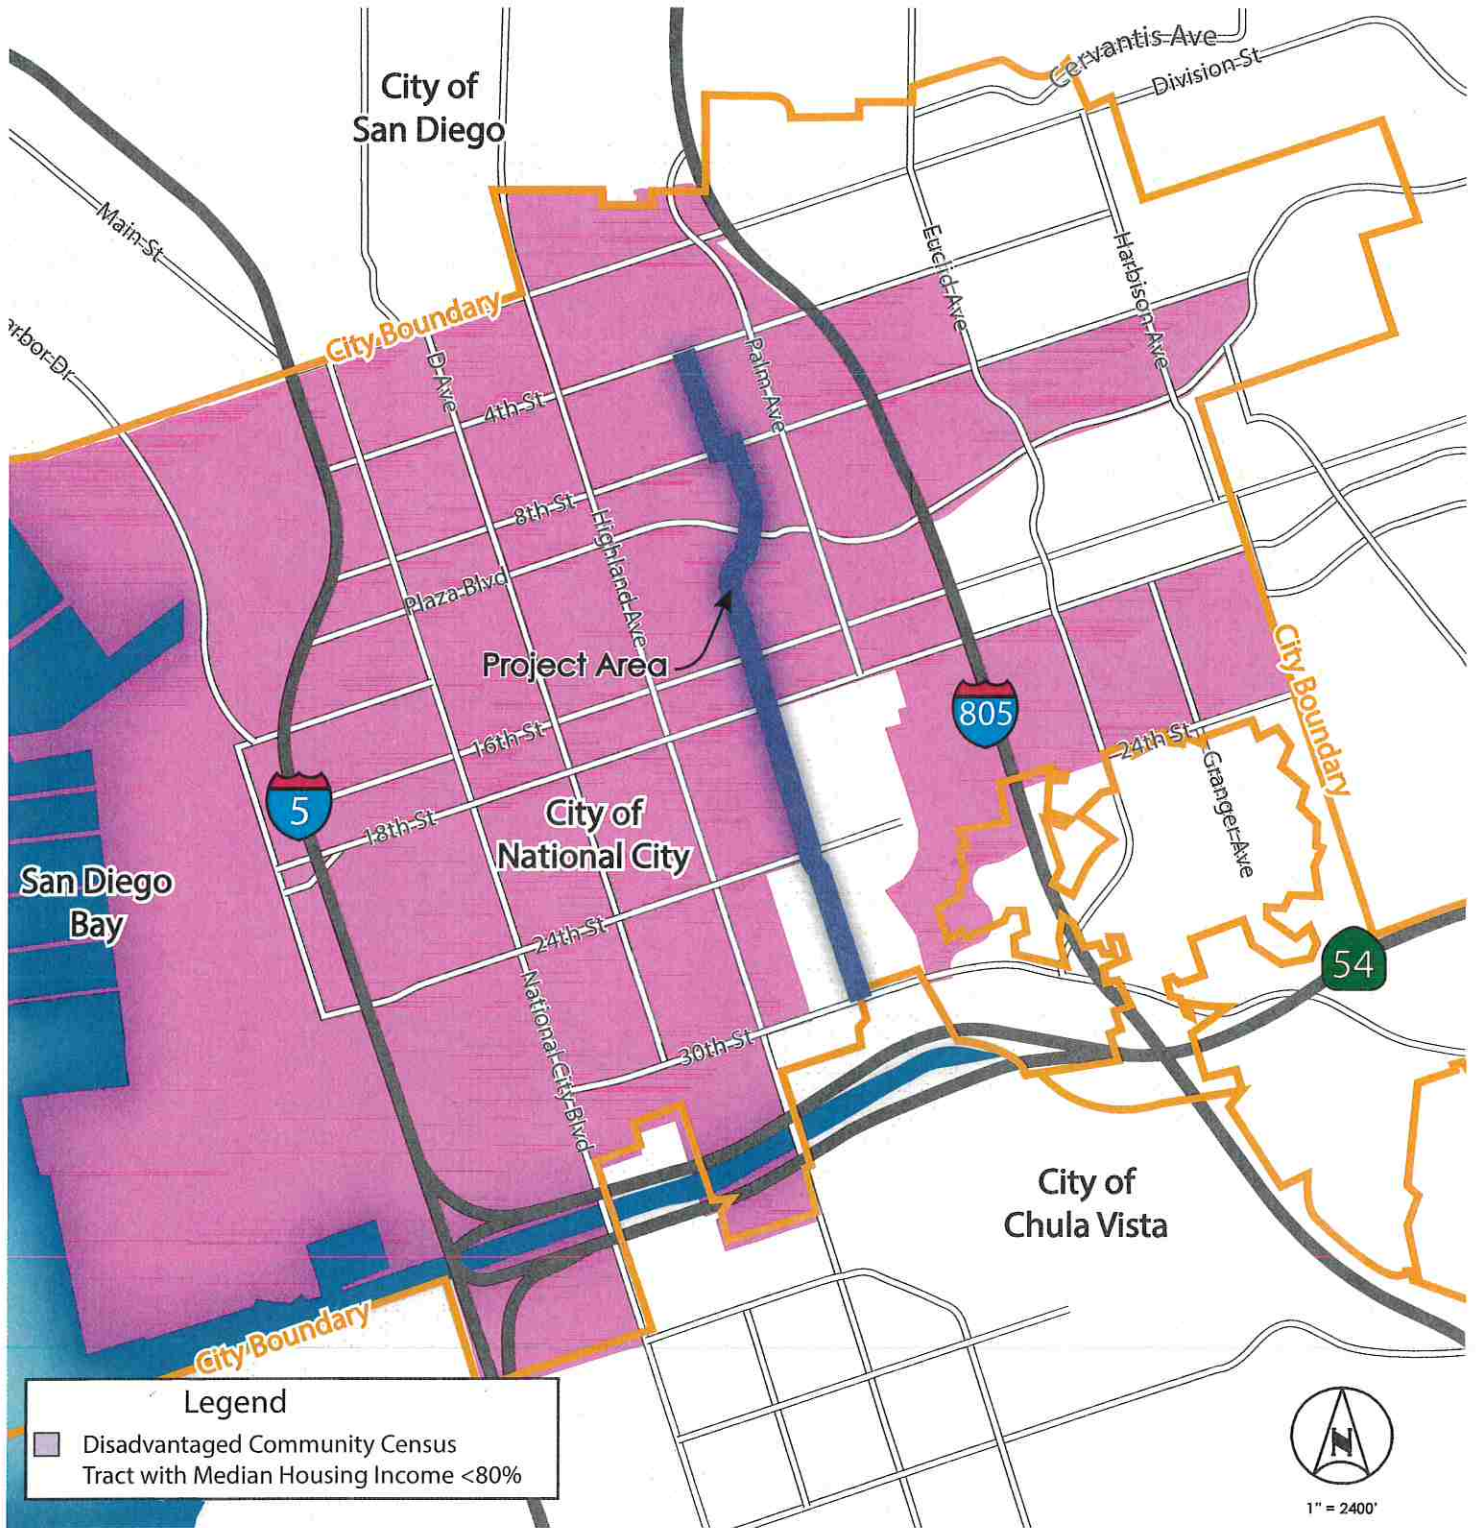 City of
San Diego
Cervantis Ave
Division St
Main St
Harbor Dr
City Boundary
D Ave
4th St
Palm Ave
Euclid Ave
Harbison Ave
8th St
Highland Ave
Plaza Blvd
Project Area
16th St
805
City Boundary
24th St
Granger Ave
5
18th St
City of
National City
San Diego
Bay
24th St
National City Blvd
30th St
54
City of
Chula Vista
City Boundary
Legend
Disadvantaged Community Census
Tract with Median Housing Income <80%
N
1" = 2400'